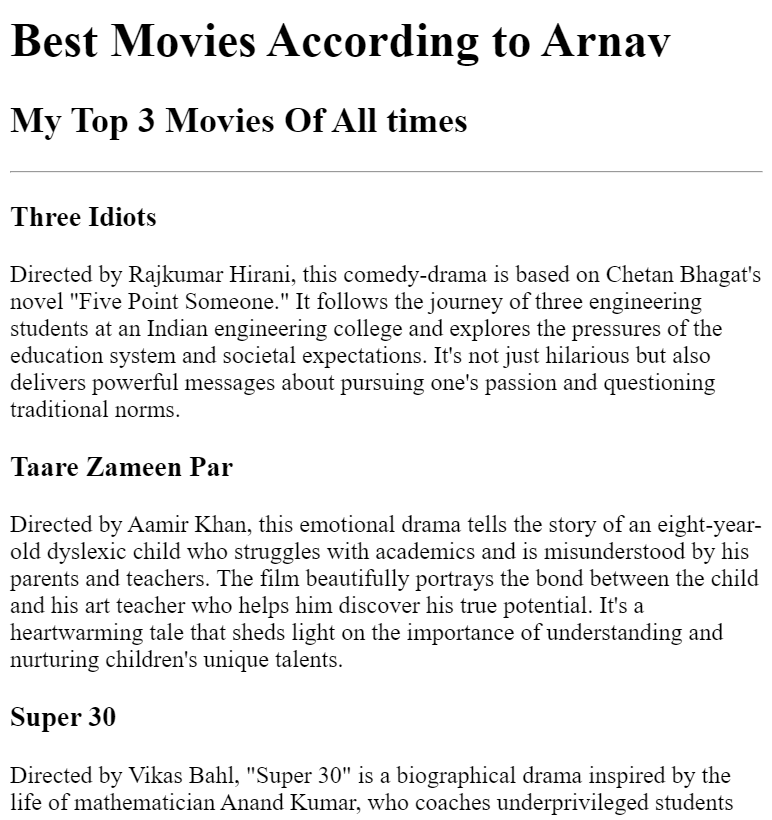 Best Movies According to Arnav
My Top 3 Movies Of All times
Three Idiots
Directed by Rajkumar Hirani, this comedy-drama is based on Chetan Bhagat's
novel "Five Point Someone." It follows the journey of three engineering
students at an Indian engineering college and explores the pressures of the
education system and societal expectations. It's not just hilarious but also
delivers powerful messages about pursuing one's passion and questioning
traditional norms.
Taare Zameen Par
Directed by Aamir Khan, this emotional drama tells the story of an eight-year-
old dyslexic child who struggles with academics and is misunderstood by his
parents and teachers. The film beautifully portrays the bond between the child
and his art teacher who helps him discover his true potential. It's a
heartwarming tale that sheds light on the importance of understanding and
nurturing children's unique talents.
Super 30
Directed by Vikas Bahl, "Super 30" is a biographical drama inspired by the
life of mathematician Anand Kumar, who coaches underprivileged students